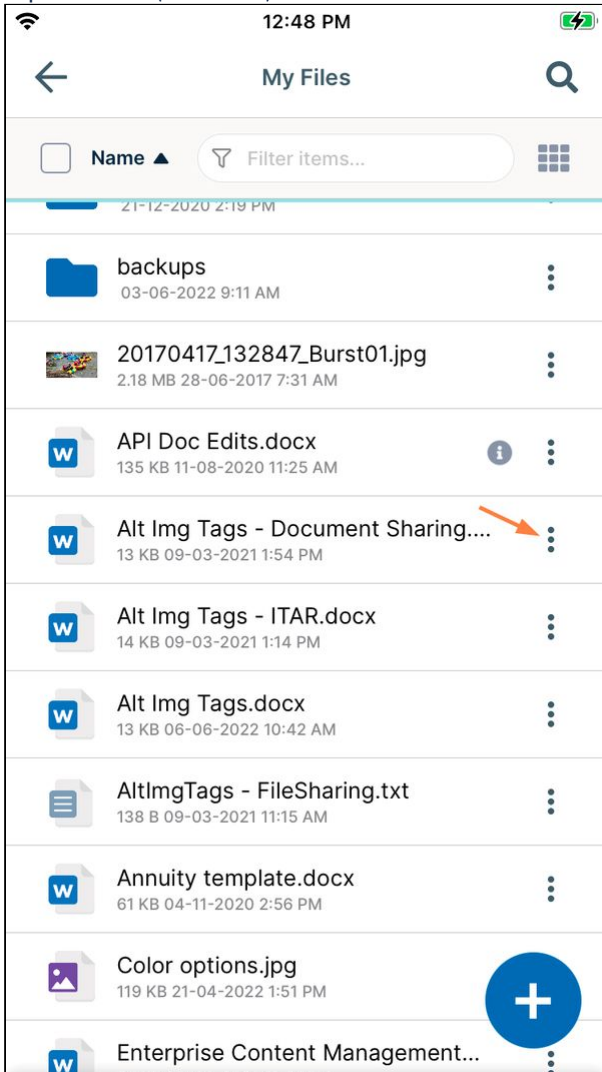 12:48 PM
My Files
Name ▲ Filter items...
21-12-2020 2:19 PM
backups
03-06-2022 9:11 AM
20170417_132847_Burst01.jpg
2.18 MB 28-06-2017 7:31 AM
W API Doc Edits.docx
135 KB 11-08-2020 11:25 AM
W Alt Img Tags - Document Sharing....
13 KB 09-03-2021 1:54 PM
W Alt Img Tags - ITAR.docx
14 KB 09-03-2021 1:14 PM
W Alt Img Tags.docx
13 KB 06-06-2022 10:42 AM
AltImgTags - FileSharing.txt
138 B 09-03-2021 11:15 AM
W Annuity template.docx
61 KB 04-11-2020 2:56 PM
Color options.jpg
119 KB 21-04-2022 1:51 PM
W Enterprise Content Management...